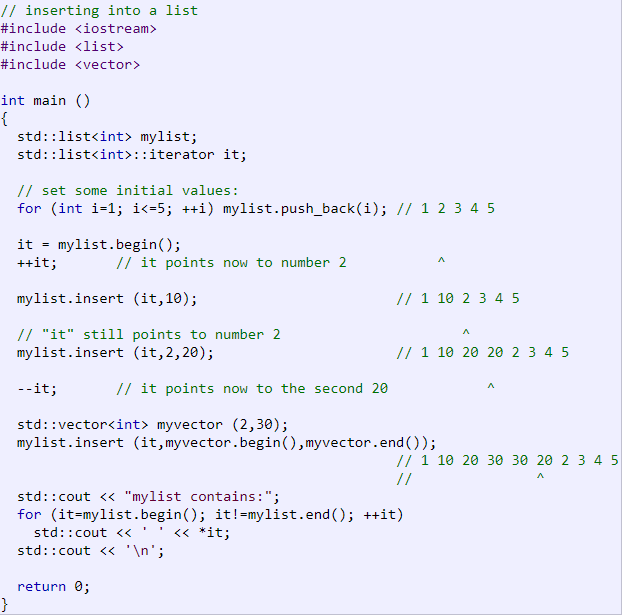 // inserting into a list
#include <iostream>
#include <list>
#include <vector>

int main ()
{
  std::list<int> mylist;
  std::list<int>::iterator it;

  // set some initial values:
  for (int i=1; i<=5; ++i) mylist.push_back(i); // 1 2 3 4 5

  it = mylist.begin();
  ++it;       // it points now to number 2           ^

  mylist.insert (it,10);                        // 1 10 2 3 4 5

  // "it" still points to number 2                      ^
  mylist.insert (it,2,20);                      // 1 10 20 20 2 3 4 5

  --it;       // it points now to the second 20            ^

  std::vector<int> myvector (2,30);
  mylist.insert (it,myvector.begin(),myvector.end());
                                                // 1 10 20 30 30 20 2 3 4 5
                                                //               ^
  std::cout << "mylist contains:";
  for (it=mylist.begin(); it!=mylist.end(); ++it)
    std::cout << ' ' << *it;
  std::cout << '\n';

  return 0;
}